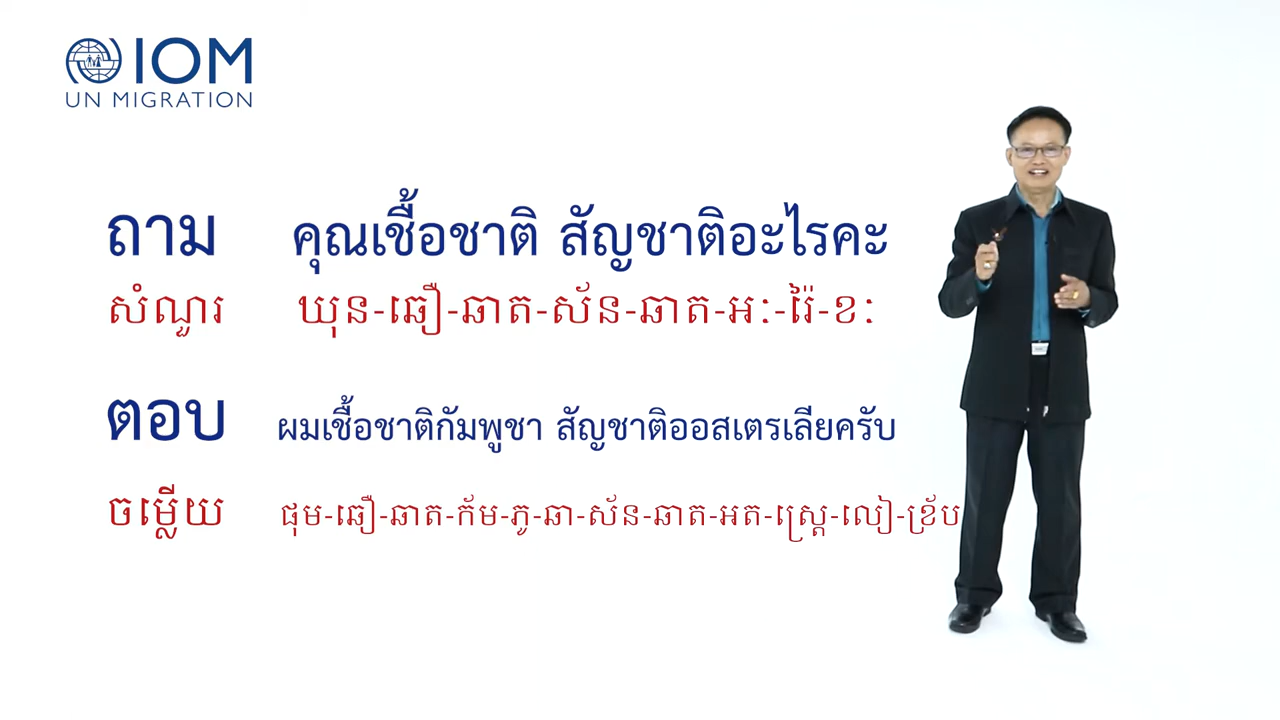 IOM
UN MIGRATION
ถาม คุณเชื้อชาติ สัญชาติอะไรคะ
សំណួរ ឃុន-ឆឿ-ឆាត-ស័ន-ឆាត-អៈ-រ៉ៃ-ខៈ
ตอบ ผมเชื้อชาติกัมพูชา สัญชาติออสเตรเลียครับ
ចម្លើយ ផុម-ឆឿ-ឆាត-ក័ម-ភូ-ឆា-ស័ន-ឆាត-អត-ស្ត្រេ-លៀ-ខ្រ័ប